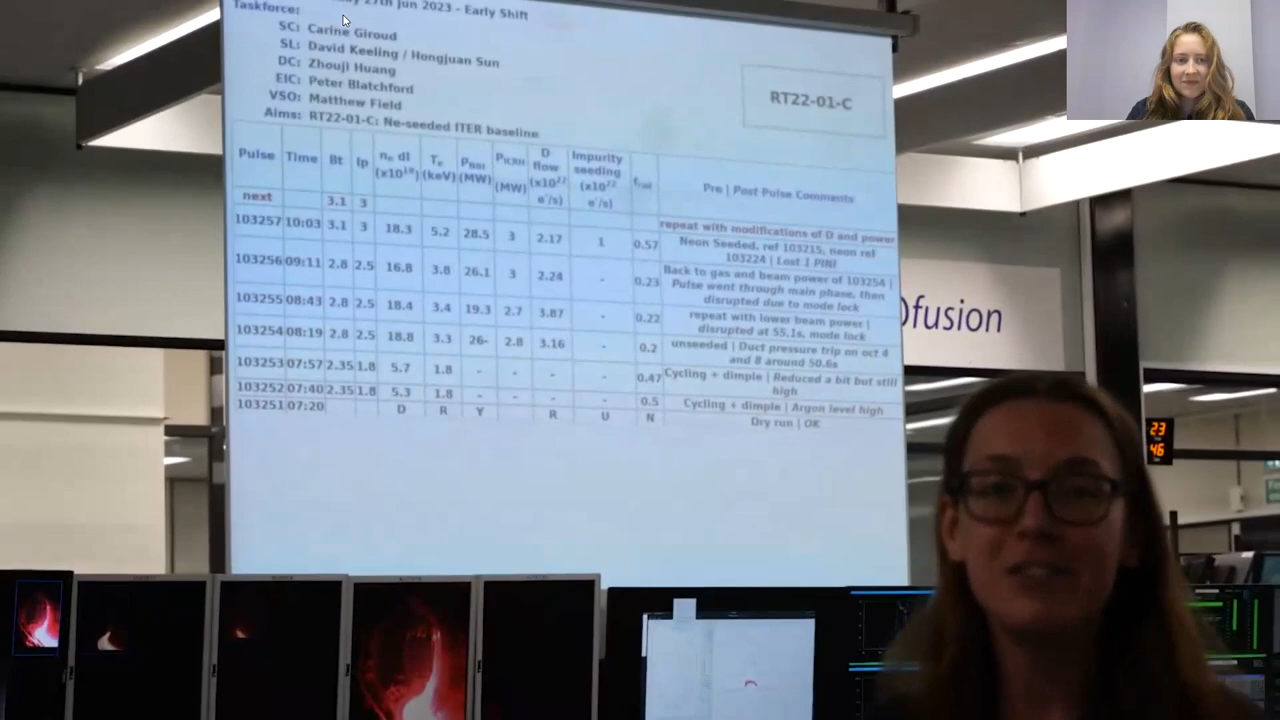 27th Jun 2023 - Early Shift
Taskforce:
SC: Carine Giroud
SL: David Keeling / Hongjuan Sun
DC: Zhouji Huang
EIC: Peter Blatchford
VSO: Matthew Field
Aims: RT22-01-C: Ne-seeded ITER baseline
RT22-01-C
Pulse Time Bt Ip ne dl (x10¹⁹) Te (keV) PNBI (MW) PICRH (MW) D flow (x10²² e⁻/s) Impurity seeding (x10²² e⁻/s) frad Pre | Post Pulse Comments
next 3.1 3 repeat with modifications of D and power
103257 10:03 3.1 3 18.3 5.2 28.5 3 2.17 1 0.57 Neon Seeded, ref 103215, neon ref 103224 | Lost 1 PINI
103256 09:11 2.8 2.5 16.8 3.8 26.1 3 2.24 - 0.23 Back to gas and beam power of 103254 | Pulse went through main phase, then disrupted due to mode lock
103255 08:43 2.8 2.5 18.4 3.4 19.3 2.7 3.87 - 0.22 repeat with lower beam power | disrupted at 55.1s, mode lock
103254 08:19 2.8 2.5 18.8 3.3 26- 2.8 3.16 - 0.2 unseeded | Duct pressure trip on oct 4 and 8 around 50.6s
103253 07:57 2.35 1.8 5.7 1.8 - - - - 0.47 Cycling + dimple | Reduced a bit but still high
103252 07:40 2.35 1.8 5.3 1.8 - - - - 0.5 Cycling + dimple | Argon level high
103251 07:20 D R Y R U N Dry run | OK
fusion
23
46